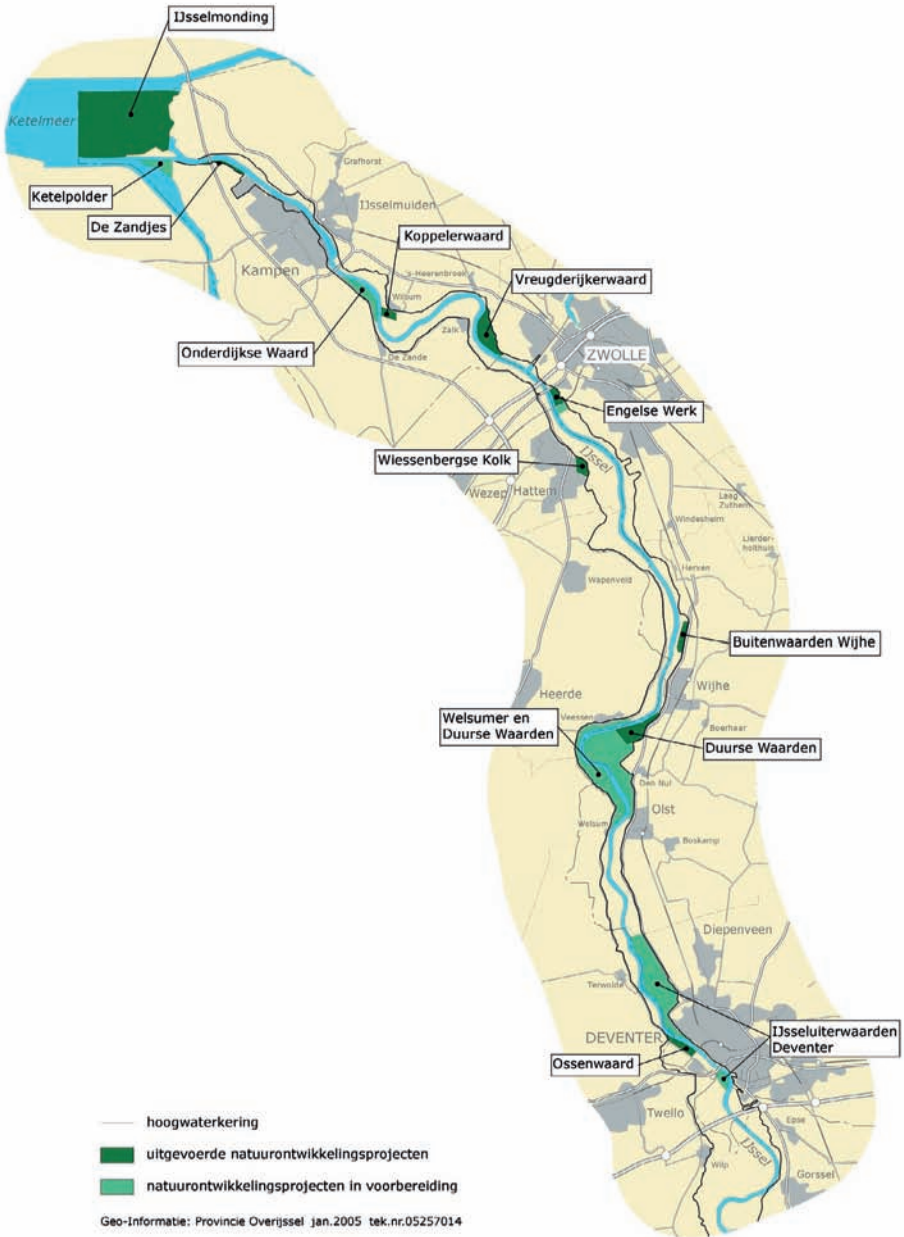 IJsselmonding
Ketelmeer
Grafhorst
Ketelpolder
IJsselmuiden
De Zandjes
Koppelerwaard
Kampen
's-Heerenbroek
Vreugderijkerwaard
Wilsum
Zalk
Onderdijkse Waard
De Zande
ZWOLLE
Engelse Werk
Wiessenbergse Kolk
IJssel
Wezep
Hattem
Laag
Zuthem
Windesheim
Lierder-
holthuis
Herxen
Wapenveld
Buitenwaarden Wijhe
Wijhe
Heerde
Welsumer en
Duurse Waarden
Veessen
Boerhaar
Duurse Waarden
Den Nul
Olst
Welsum
Boskamp
Diepenveen
Terwolde
IJsseluiterwaarden
Deventer
DEVENTER
Ossenwaard
Twello
Epse
IJssel
Wilp
Gorssel
hoogwaterkering
uitgevoerde natuurontwikkelingsprojecten
natuurontwikkelingsprojecten in voorbereiding
Geo-Informatie: Provincie Overijssel jan.2005 tek.nr.05257014